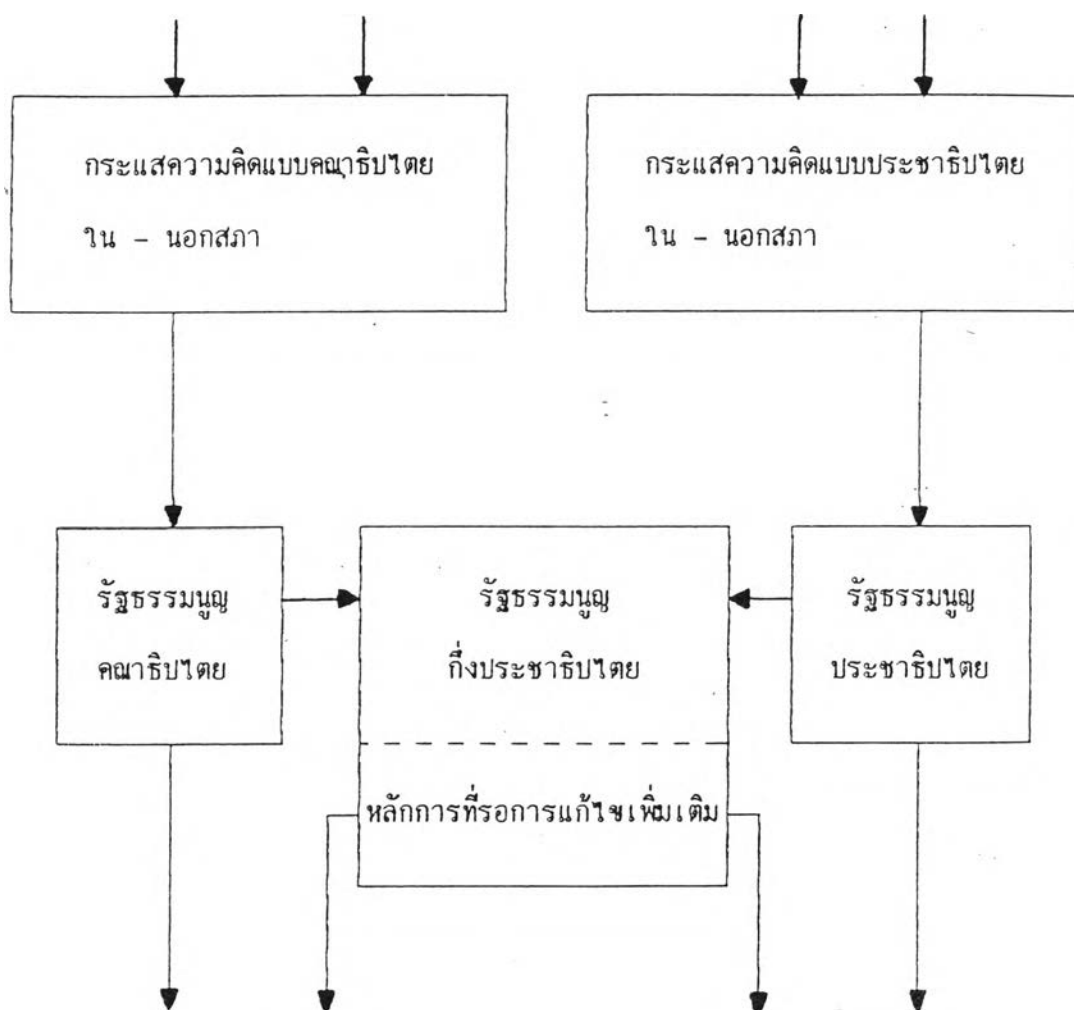 กระแสความคิดแบบคณาธิปไตย
ใน - นอกสภา
กระแสความคิดแบบประชาธิปไตย
ใน - นอกสภา
รัฐธรรมนูญ
คณาธิปไตย
รัฐธรรมนูญ
กึ่งประชาธิปไตย
หลักการที่รอการแก้ไขเพิ่มเติม
รัฐธรรมนูญ
ประชาธิปไตย